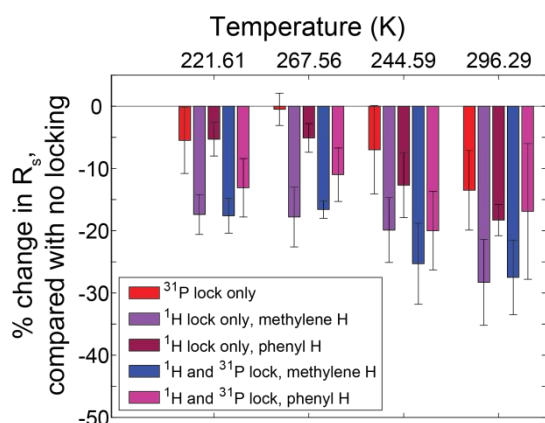 Temperature (K)
221.61 267.56 244.59 296.29
% change in Rs,
compared with no locking
0
-10
-20
-30
-40
-50
31P lock only
1H lock only, methylene H
1H lock only, phenyl H
1H and 31P lock, methylene H
1H and 31P lock, phenyl H